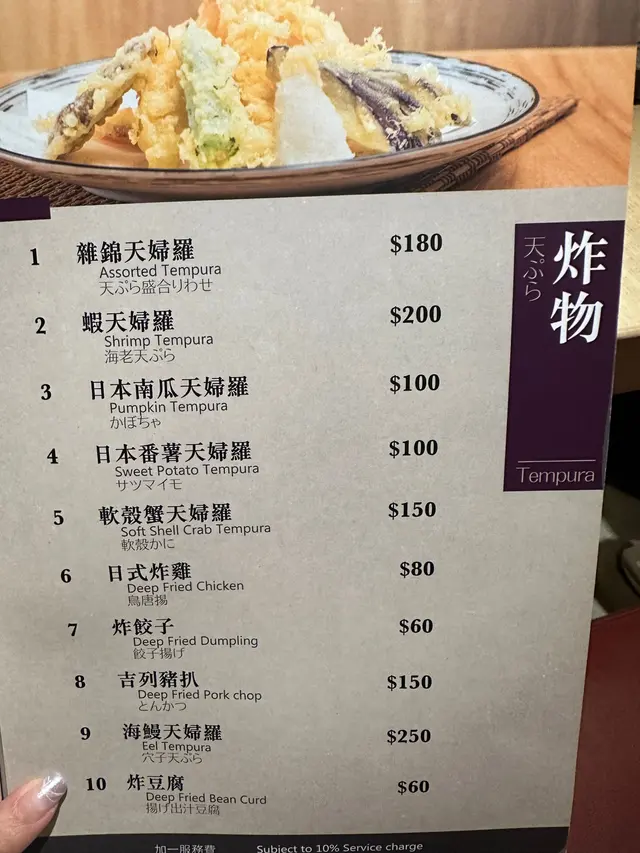 炸物
天ぷら
Tempura
1 雜錦天婦羅 $180
Assorted Tempura
天ぷら盛合りわせ
2 蝦天婦羅 $200
Shrimp Tempura
海老天ぷら
3 日本南瓜天婦羅 $100
Pumpkin Tempura
かぼちゃ
4 日本番薯天婦羅 $100
Sweet Potato Tempura
サツマイモ
5 軟殼蟹天婦羅 $150
Soft Shell Crab Tempura
軟殻かに
6 日式炸雞 $80
Deep Fried Chicken
鳥唐揚
7 炸餃子 $60
Deep Fried Dumpling
餃子揚げ
8 吉列豬扒 $150
Deep Fried Pork chop
とんかつ
9 海鰻天婦羅 $250
Eel Tempura
穴子天ぷら
10 炸豆腐 $60
Deep Fried Bean Curd
揚げ出汁豆腐
加一服務費 Subject to 10% Service charge